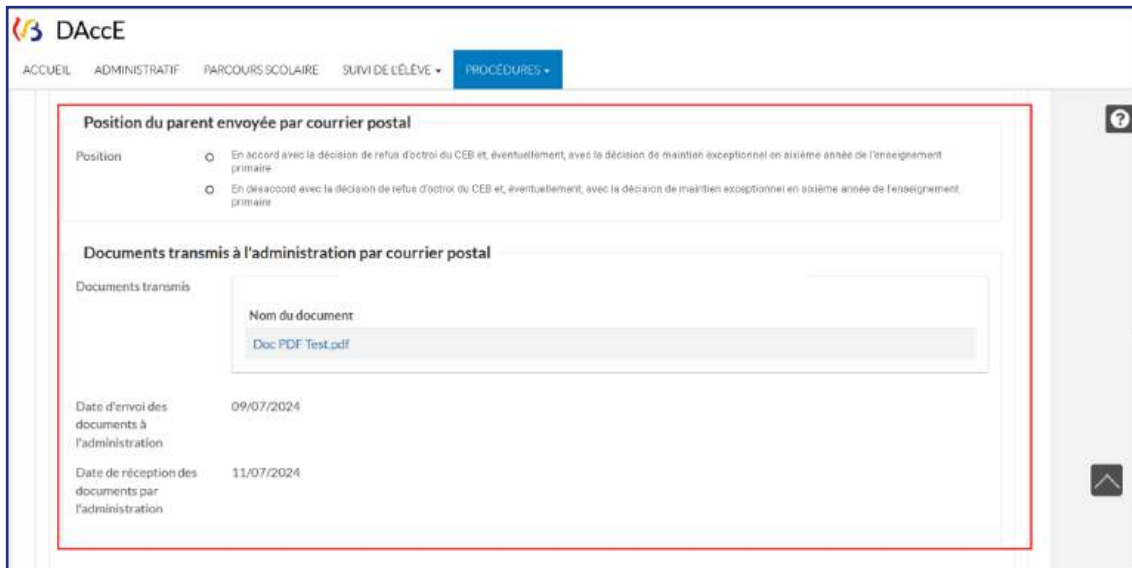 DAccE
ACCUEIL ADMINISTRATIF PARCOURS SCOLAIRE SUIVI DE L'ÉLÈVE PROCÉDURES
Position du parent envoyée par courrier postal
Position
En accord avec la décision de refus d'octroi du CEB et, éventuellement, avec la décision de maintien exceptionnel en sixième année de l'enseignement
primaire
En désaccord avec la décision de refus d'octroi du CEB et, éventuellement, avec la décision de maintien exceptionnel en sixième année de l'enseignement
primaire
Documents transmis à l'administration par courrier postal
Documents transmis
Nom du document
Doc PDF Test.pdf
Date d'envoi des
documents à
l'administration
09/07/2024
Date de réception des
documents par
l'administration
11/07/2024